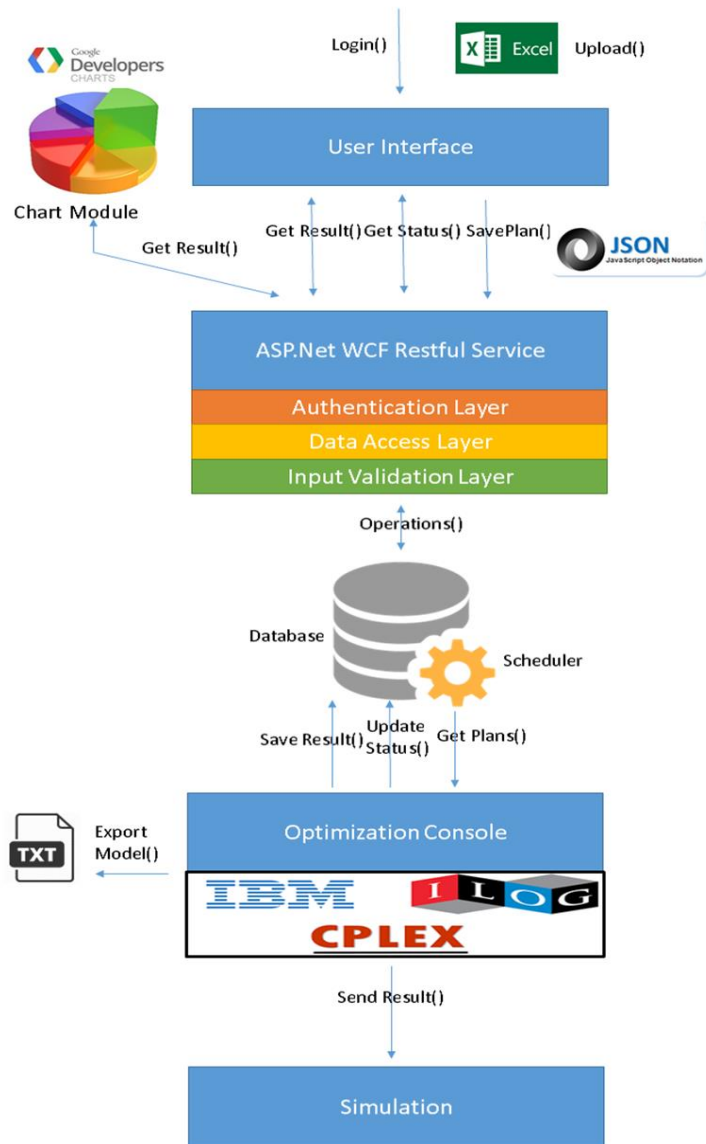 Login()
Excel
Upload()
Google
Developers
CHARTS
User Interface
Chart Module
Get Result()
Get Result()
Get Status()
SavePlan()
JSON
JavaScript Object Notation
ASP.Net WCF Restful Service
Authentication Layer
Data Access Layer
Input Validation Layer
Operations()
Database
Scheduler
Save Result()
Update
Status()
Get Plans()
Optimization Console
TXT
Export
Model()
IBM
ILOG
CPLEX
Send Result()
Simulation